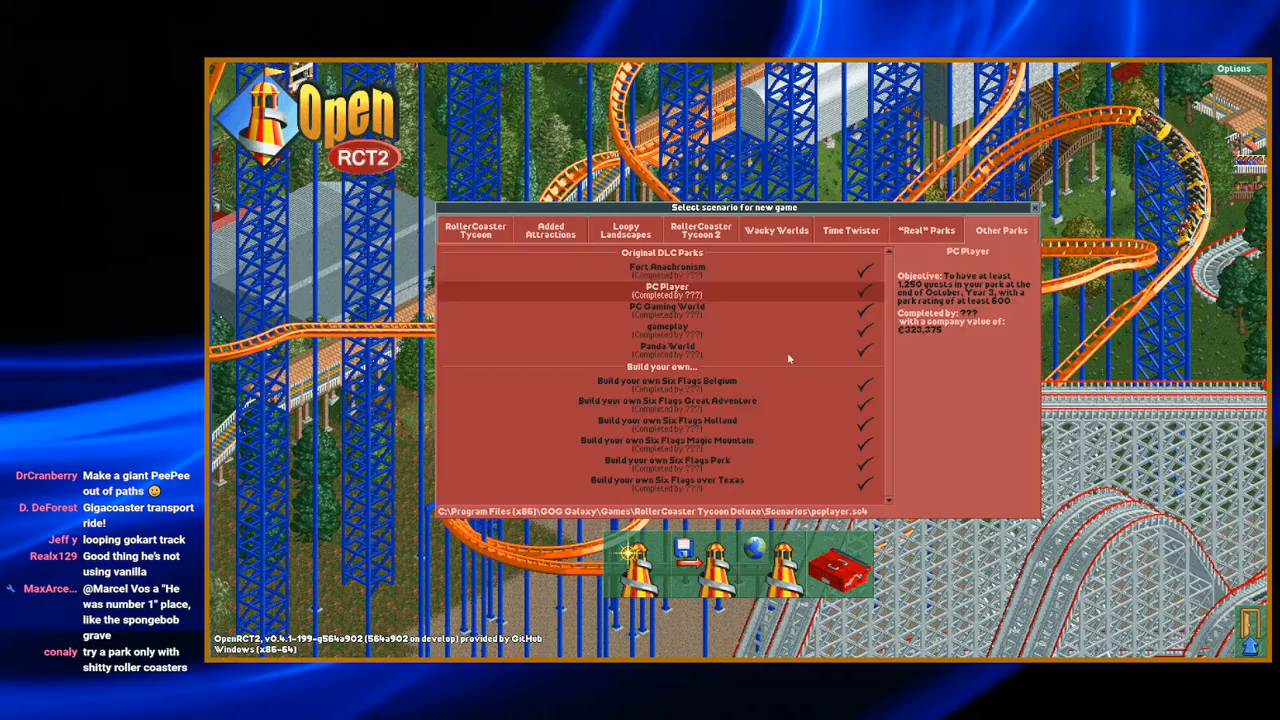 Open
RCT2
Options
Select scenario for new game
RollerCoaster Tycoon
Added Attractions
Loopy Landscapes
RollerCoaster Tycoon 2
Wacky Worlds
Time Twister
"Real" Parks
Other Parks
Original DLC Parks
Fort Anachronism
(Completed by ???)
PC Player
(Completed by ???)
PC Gaming World
(Completed by ???)
gameplay
(Completed by ???)
Panda World
(Completed by ???)
Build your own...
Build your own Six Flags Belgium
(Completed by ???)
Build your own Six Flags Great Adventure
(Completed by ???)
Build your own Six Flags Holland
(Completed by ???)
Build your own Six Flags Magic Mountain
(Completed by ???)
Build your own Six Flags Park
(Completed by ???)
Build your own Six Flags over Texas
(Completed by ???)
PC Player
Objective: To have at least
1,250 guests in your park at the
end of October, Year 3, with a
park rating of at least 600
Completed by: ???
with a company value of:
€323,375
C:\Program Files (x86)\GOG Galaxy\Games\RollerCoaster Tycoon Deluxe\Scenarios\pcplayer.sc4
DrCranberry Make a giant PeePee
out of paths
D. DeForest Gigacoaster transport
ride!
Jeff y looping gokart track
Realx129 Good thing he's not
using vanilla
MaxArce... @Marcel Vos a "He
was number 1" place,
like the spongebob
grave
conaly try a park only with
shitty roller coasters
OpenRCT2, v0.4.1-199-g564a902 (564a902 on develop) provided by GitHub
Windows (x86-64)